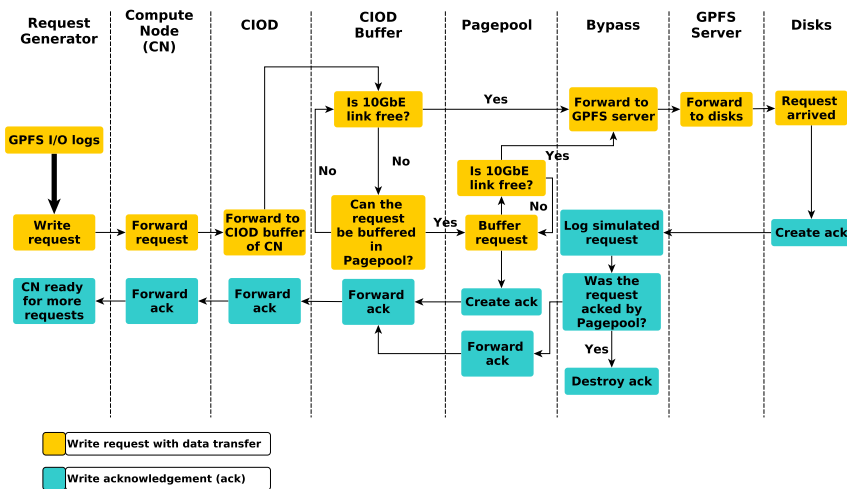 Request
Generator
Compute
Node
(CN)
CIOD
CIOD
Buffer
Pagepool
Bypass
GPFS
Server
Disks
GPFS I/O logs
Is 10GbE
link free?
Yes
Forward to
GPFS server
Forward
to disks
Request
arrived
No
No
Yes
Is 10GbE
link free?
No
Write
request
Forward
request
Forward to
CIOD buffer
of CN
Can the
request
be buffered
in
Pagepool?
Yes
Buffer
request
Log simulated
request
Create ack
CN ready
for more
requests
Forward
ack
Forward
ack
Forward
ack
Create ack
Was the
request
acked by
Pagepool?
Forward
ack
Yes
Destroy ack
Write request with data transfer
Write acknowledgement (ack)